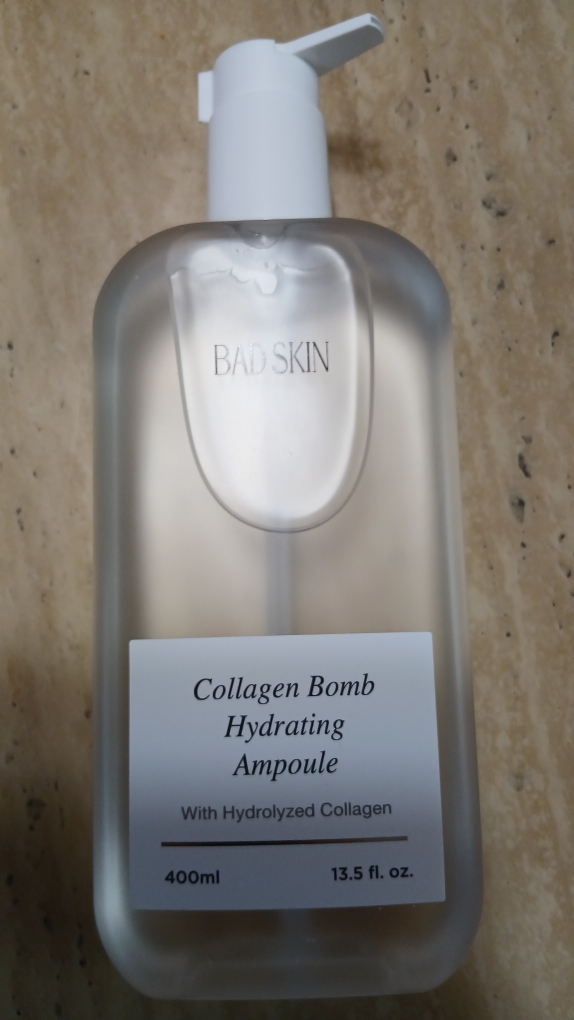 BAD SKIN
Collagen Bomb
Hydrating
Ampoule
With Hydrolyzed Collagen
400ml 13.5 fl. oz.